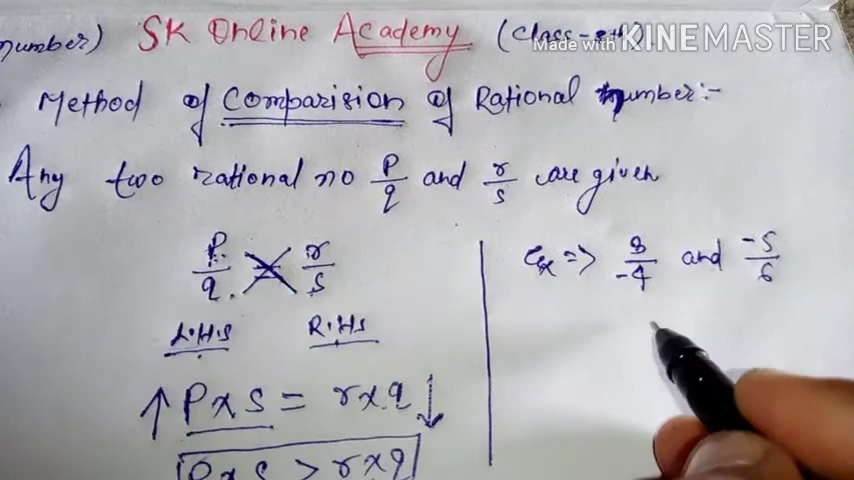 number) SK Online Academy (Class-8th).
Made with KINEMASTER
Method of Comparision of Rational number:-
Any two rational no P/q and r/s are given
P/q = r/s
L.H.S R.H.S
↑ P x s = r x q ↓
P x s > r x q
Ex => 3/-4 and -5/6